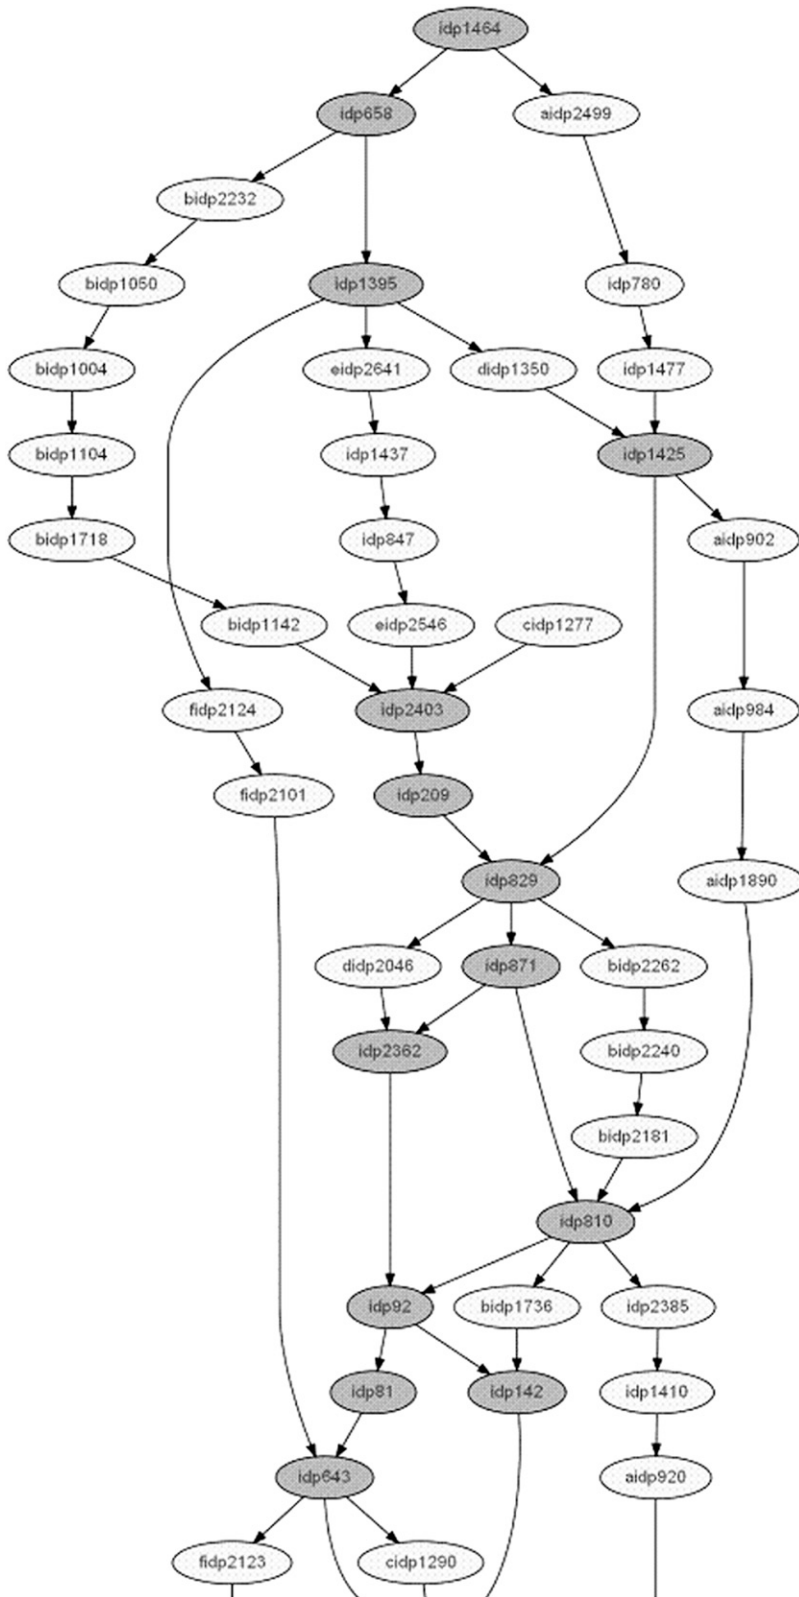 idp1464
idp658 aidp2499
bidp2232
bidp1050 idp1395 idp780
bidp1004 eidp2641 didp1350 idp1477
bidp1104 idp1437 idp1425
bidp1718 idp847 aidp902
bidp1142 eidp2546 cidp1277
fidp2124 idp2403 aidp984
fidp2101 idp209
idp829 aidp1890
didp2046 idp871 bidp2262
idp2362 bidp2240
bidp2181
idp810
idp92 bidp1736 idp2385
idp81 idp142 idp1410
idp643 aidp920
fidp2123 cidp1290